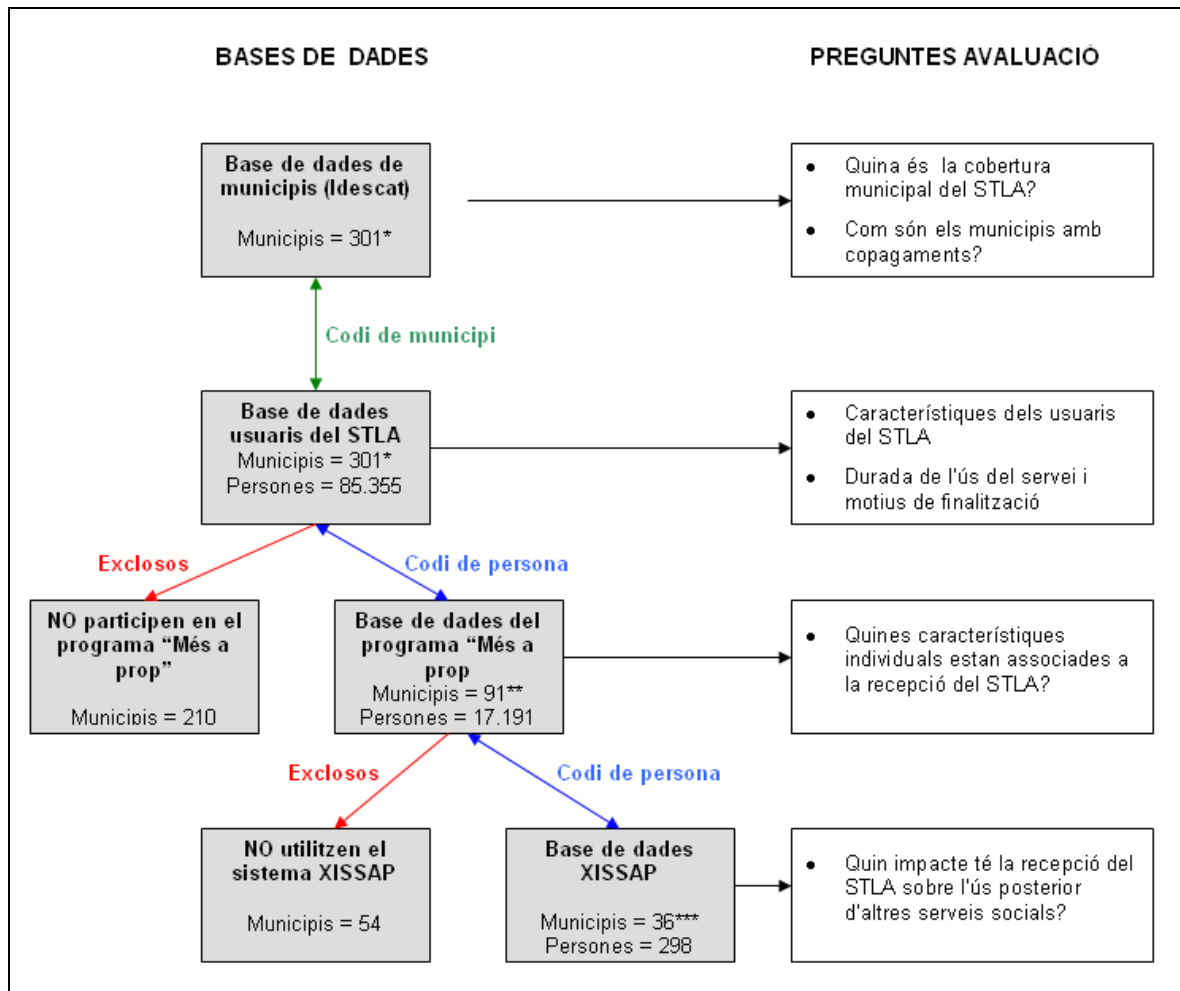 BASES DE DADES
PREGUNTES AVALUACIÓ
Base de dades de
municipis (Idescat)
Municipis = 301*
• Quina és la cobertura
municipal del STLA?
• Com són els municipis amb
copagaments?
Codi de municipi
Base de dades
usuaris del STLA
Municipis = 301*
Persones = 85.355
• Característiques dels usuaris
del STLA
• Durada de l'ús del servei i
motius de finalització
Exclosos
Codi de persona
NO participen en el
programa “Més a
prop”
Municipis = 210
Base de dades del
programa “Més a
prop
Municipis = 91**
Persones = 17.191
• Quines característiques
individuals estan associades a
la recepció del STLA?
Exclosos
Codi de persona
NO utilitzen el
sistema XISSAP
Municipis = 54
Base de dades
XISSAP
Municipis = 36***
Persones = 298
• Quin impacte té la recepció del
STLA sobre l'ús posterior
d'altres serveis socials?